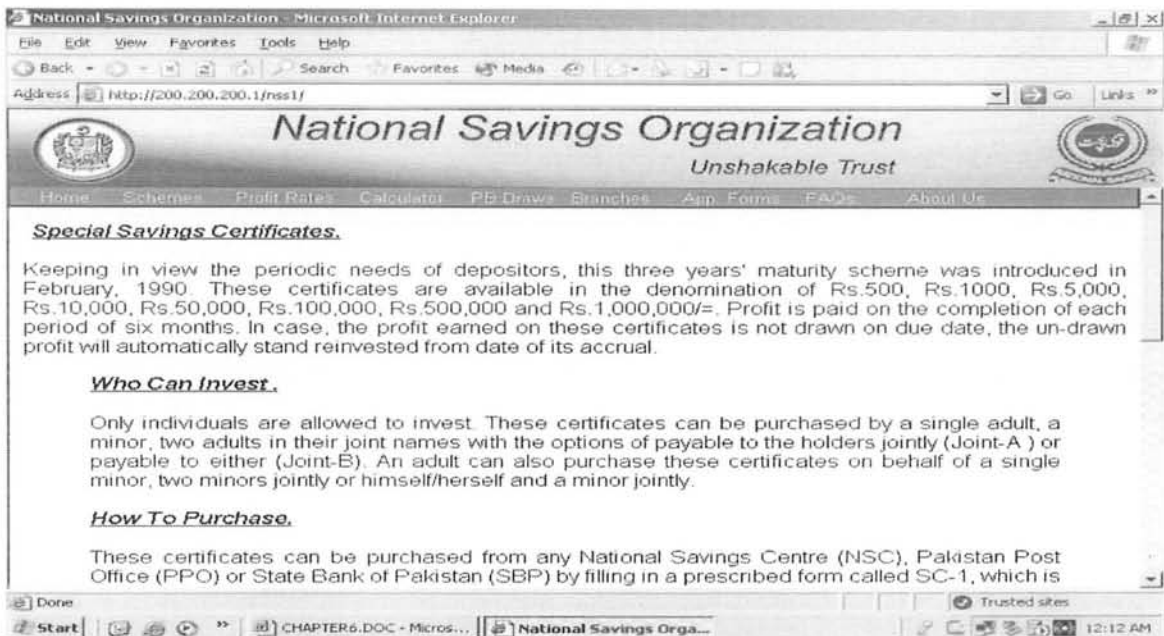 National Savings Organization - Microsoft Internet Explorer
File Edit View Favorites Tools Help
Back Search Favorites Media
Address http://200.200.200.1/nss1/ Go Links »
National Savings Organization
Unshakable Trust
Home Schemes Profit Rates Calculator PB Draws Branches App. Forms FAQs About Us
Special Savings Certificates.
Keeping in view the periodic needs of depositors, this three years' maturity scheme was introduced in
February, 1990. These certificates are available in the denomination of Rs.500, Rs.1000, Rs.5,000,
Rs.10,000, Rs.50,000, Rs.100,000, Rs.500,000 and Rs.1,000,000/=. Profit is paid on the completion of each
period of six months. In case, the profit earned on these certificates is not drawn on due date, the un-drawn
profit will automatically stand reinvested from date of its accrual.
Who Can Invest.
Only individuals are allowed to invest. These certificates can be purchased by a single adult, a
minor, two adults in their joint names with the options of payable to the holders jointly (Joint-A ) or
payable to either (Joint-B). An adult can also purchase these certificates on behalf of a single
minor, two minors jointly or himself/herself and a minor jointly.
How To Purchase.
These certificates can be purchased from any National Savings Centre (NSC), Pakistan Post
Office (PPO) or State Bank of Pakistan (SBP) by filling in a prescribed form called SC-1, which is
Done Trusted sites
Start » CHAPTER6.DOC - Micros... National Savings Orga... 12:12 AM